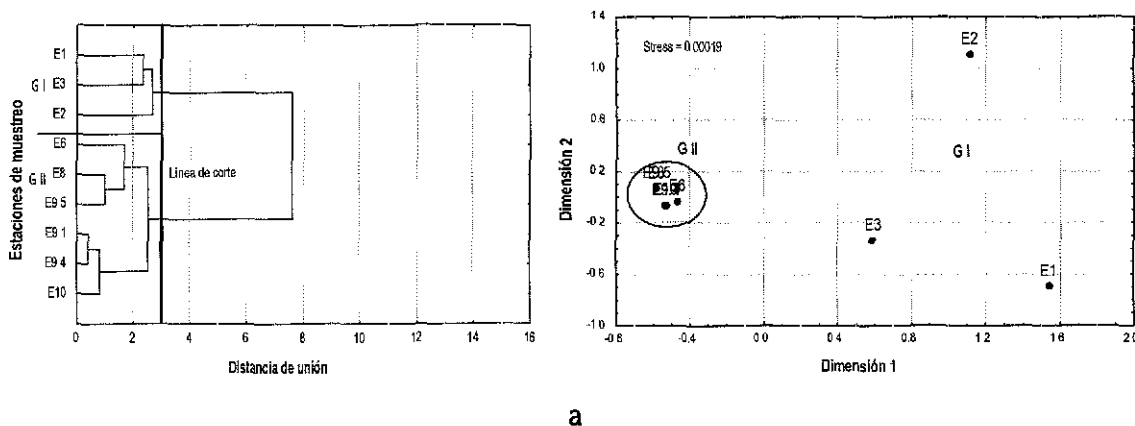 Estaciones de muestreo
G I
G II
E1
E3
E2
E6
E8
E9 5
E9 1
E9 4
E10
Linea de corte
0 2 4 6 8 10 12 14 16
Distancia de unión
Dimensión 2
1.4
1.0
0.6
0.2
-0.2
-0.6
-1.0
Stress = 0.00019
E2
G II
G I
E6
E3
E1
-0.8 -0.4 0.0 0.4 0.8 1.2 1.6 2.0
Dimensión 1
a